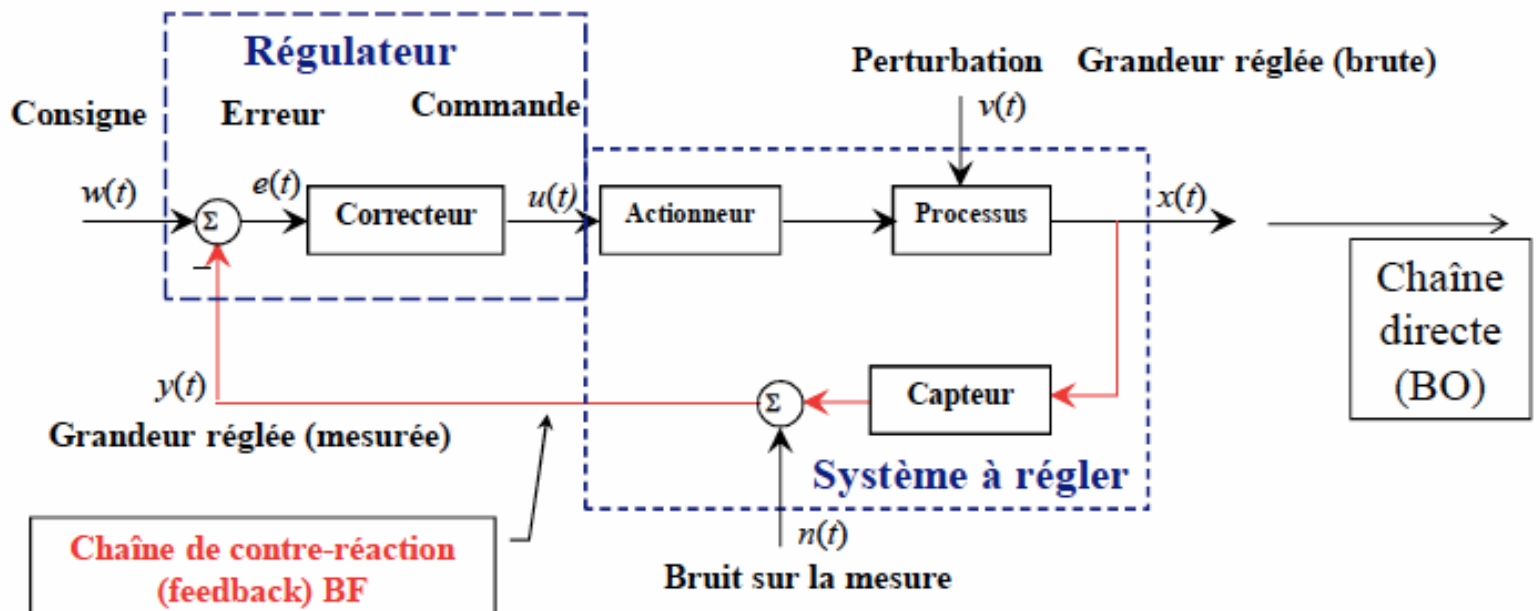 Régulateur
Perturbation
Grandeur réglée (brute)
Consigne
Erreur
Commande
v(t)
w(t)
e(t)
Σ
Correcteur
u(t)
Actionneur
Processus
x(t)
–
Chaîne
directe
(BO)
y(t)
Σ
Capteur
Grandeur réglée (mesurée)
Système à régler
n(t)
Chaîne de contre-réaction
(feedback) BF
Bruit sur la mesure